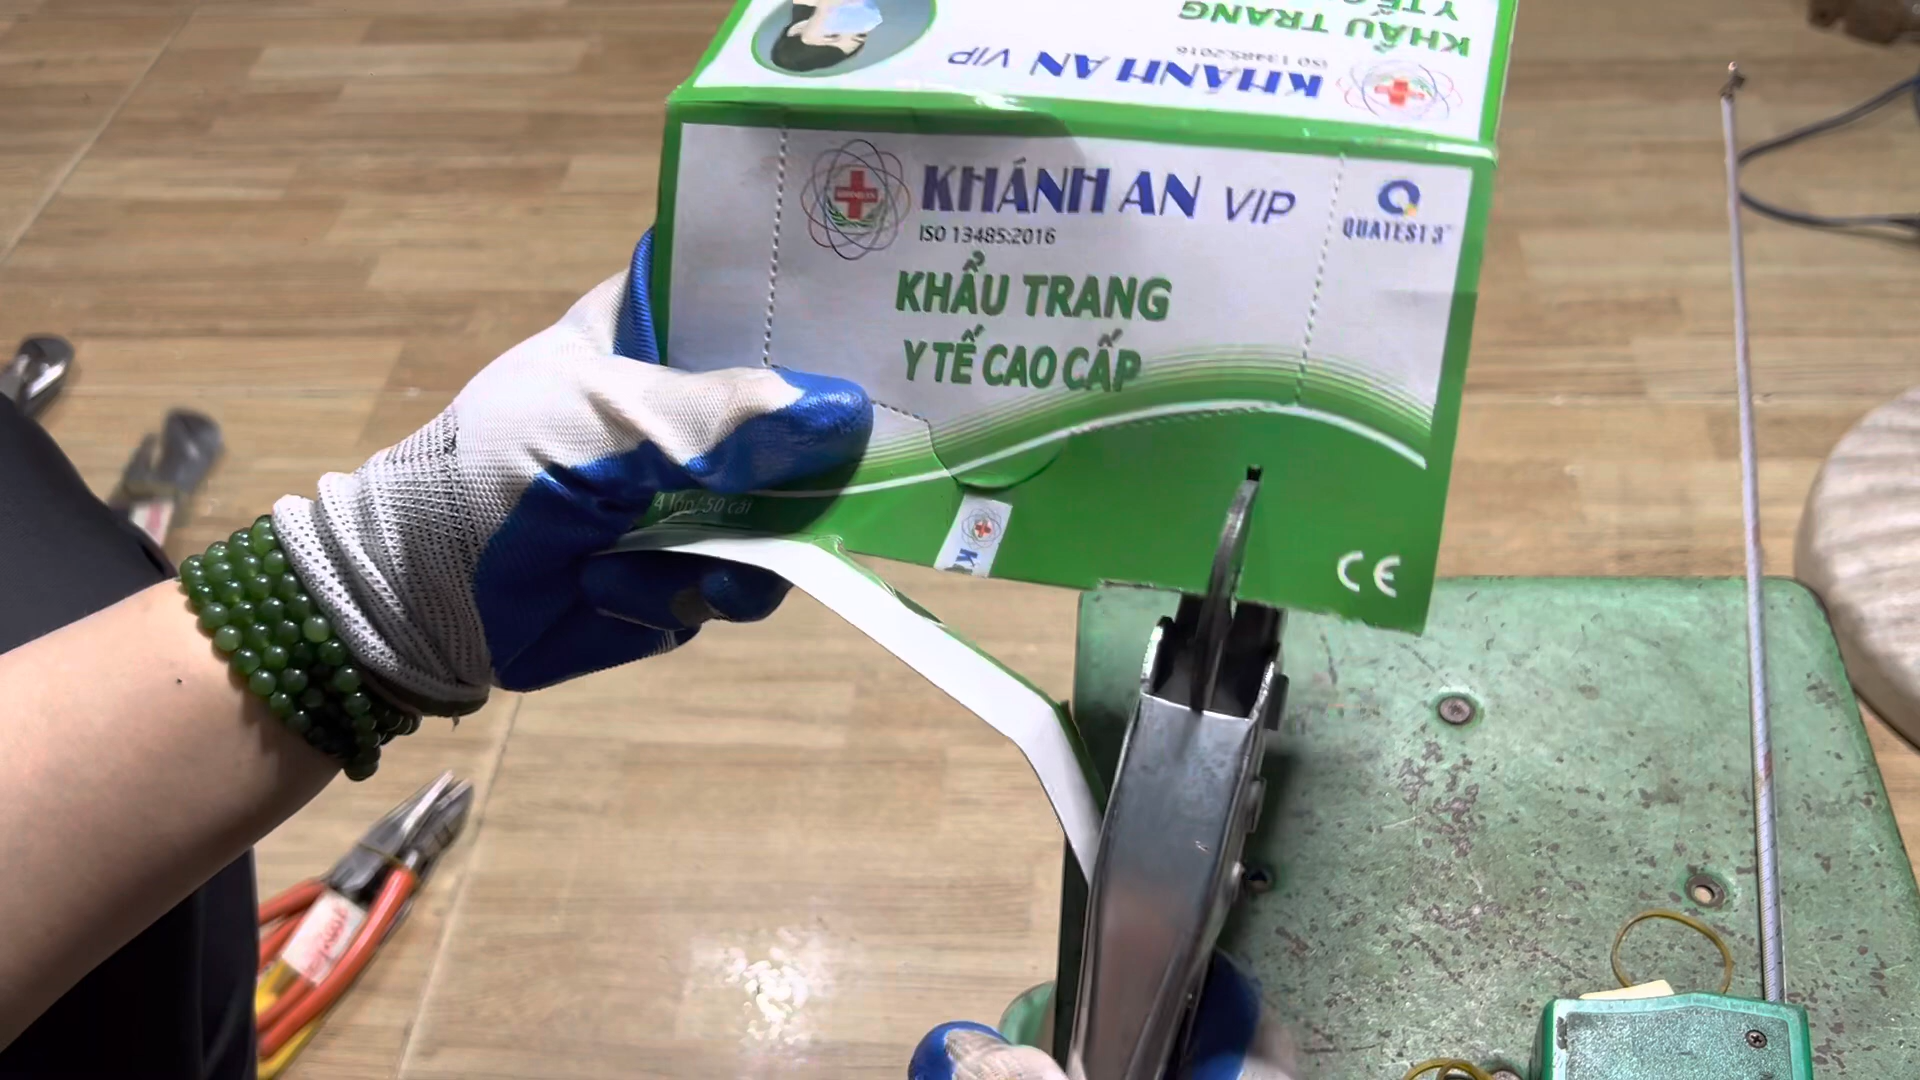 KHẨU TRANG
ISO 13485:2016
KHÁNH AN VIP
KHÁNH AN VIP
ISO 13485:2016
QUATEST 3
KHẨU TRANG
Y TẾ CAO CẤP
4 lớp/50 cái
CE